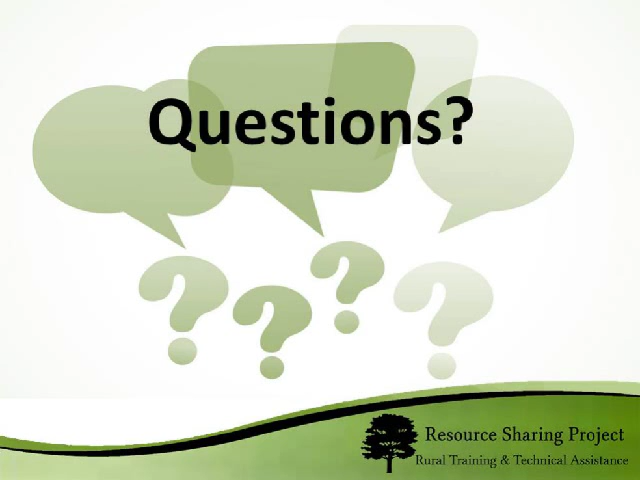 Questions?
Resource Sharing Project
Rural Training & Technical Assistance